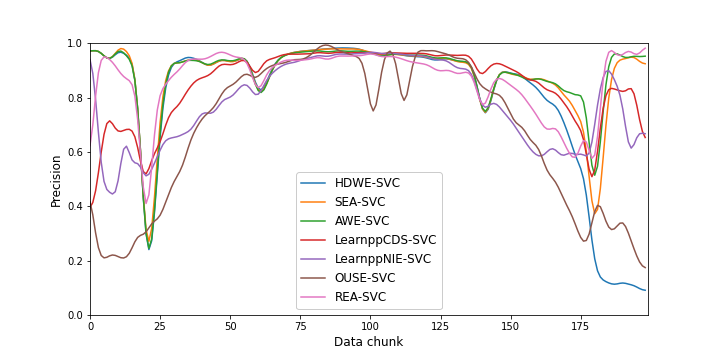 1.0
0.8
0.6
0.4
0.2
0.0
Precision
0 25 50 75 100 125 150 175
Data chunk
HDWE-SVC
SEA-SVC
AWE-SVC
LearnppCDS-SVC
LearnppNIE-SVC
OUSE-SVC
REA-SVC